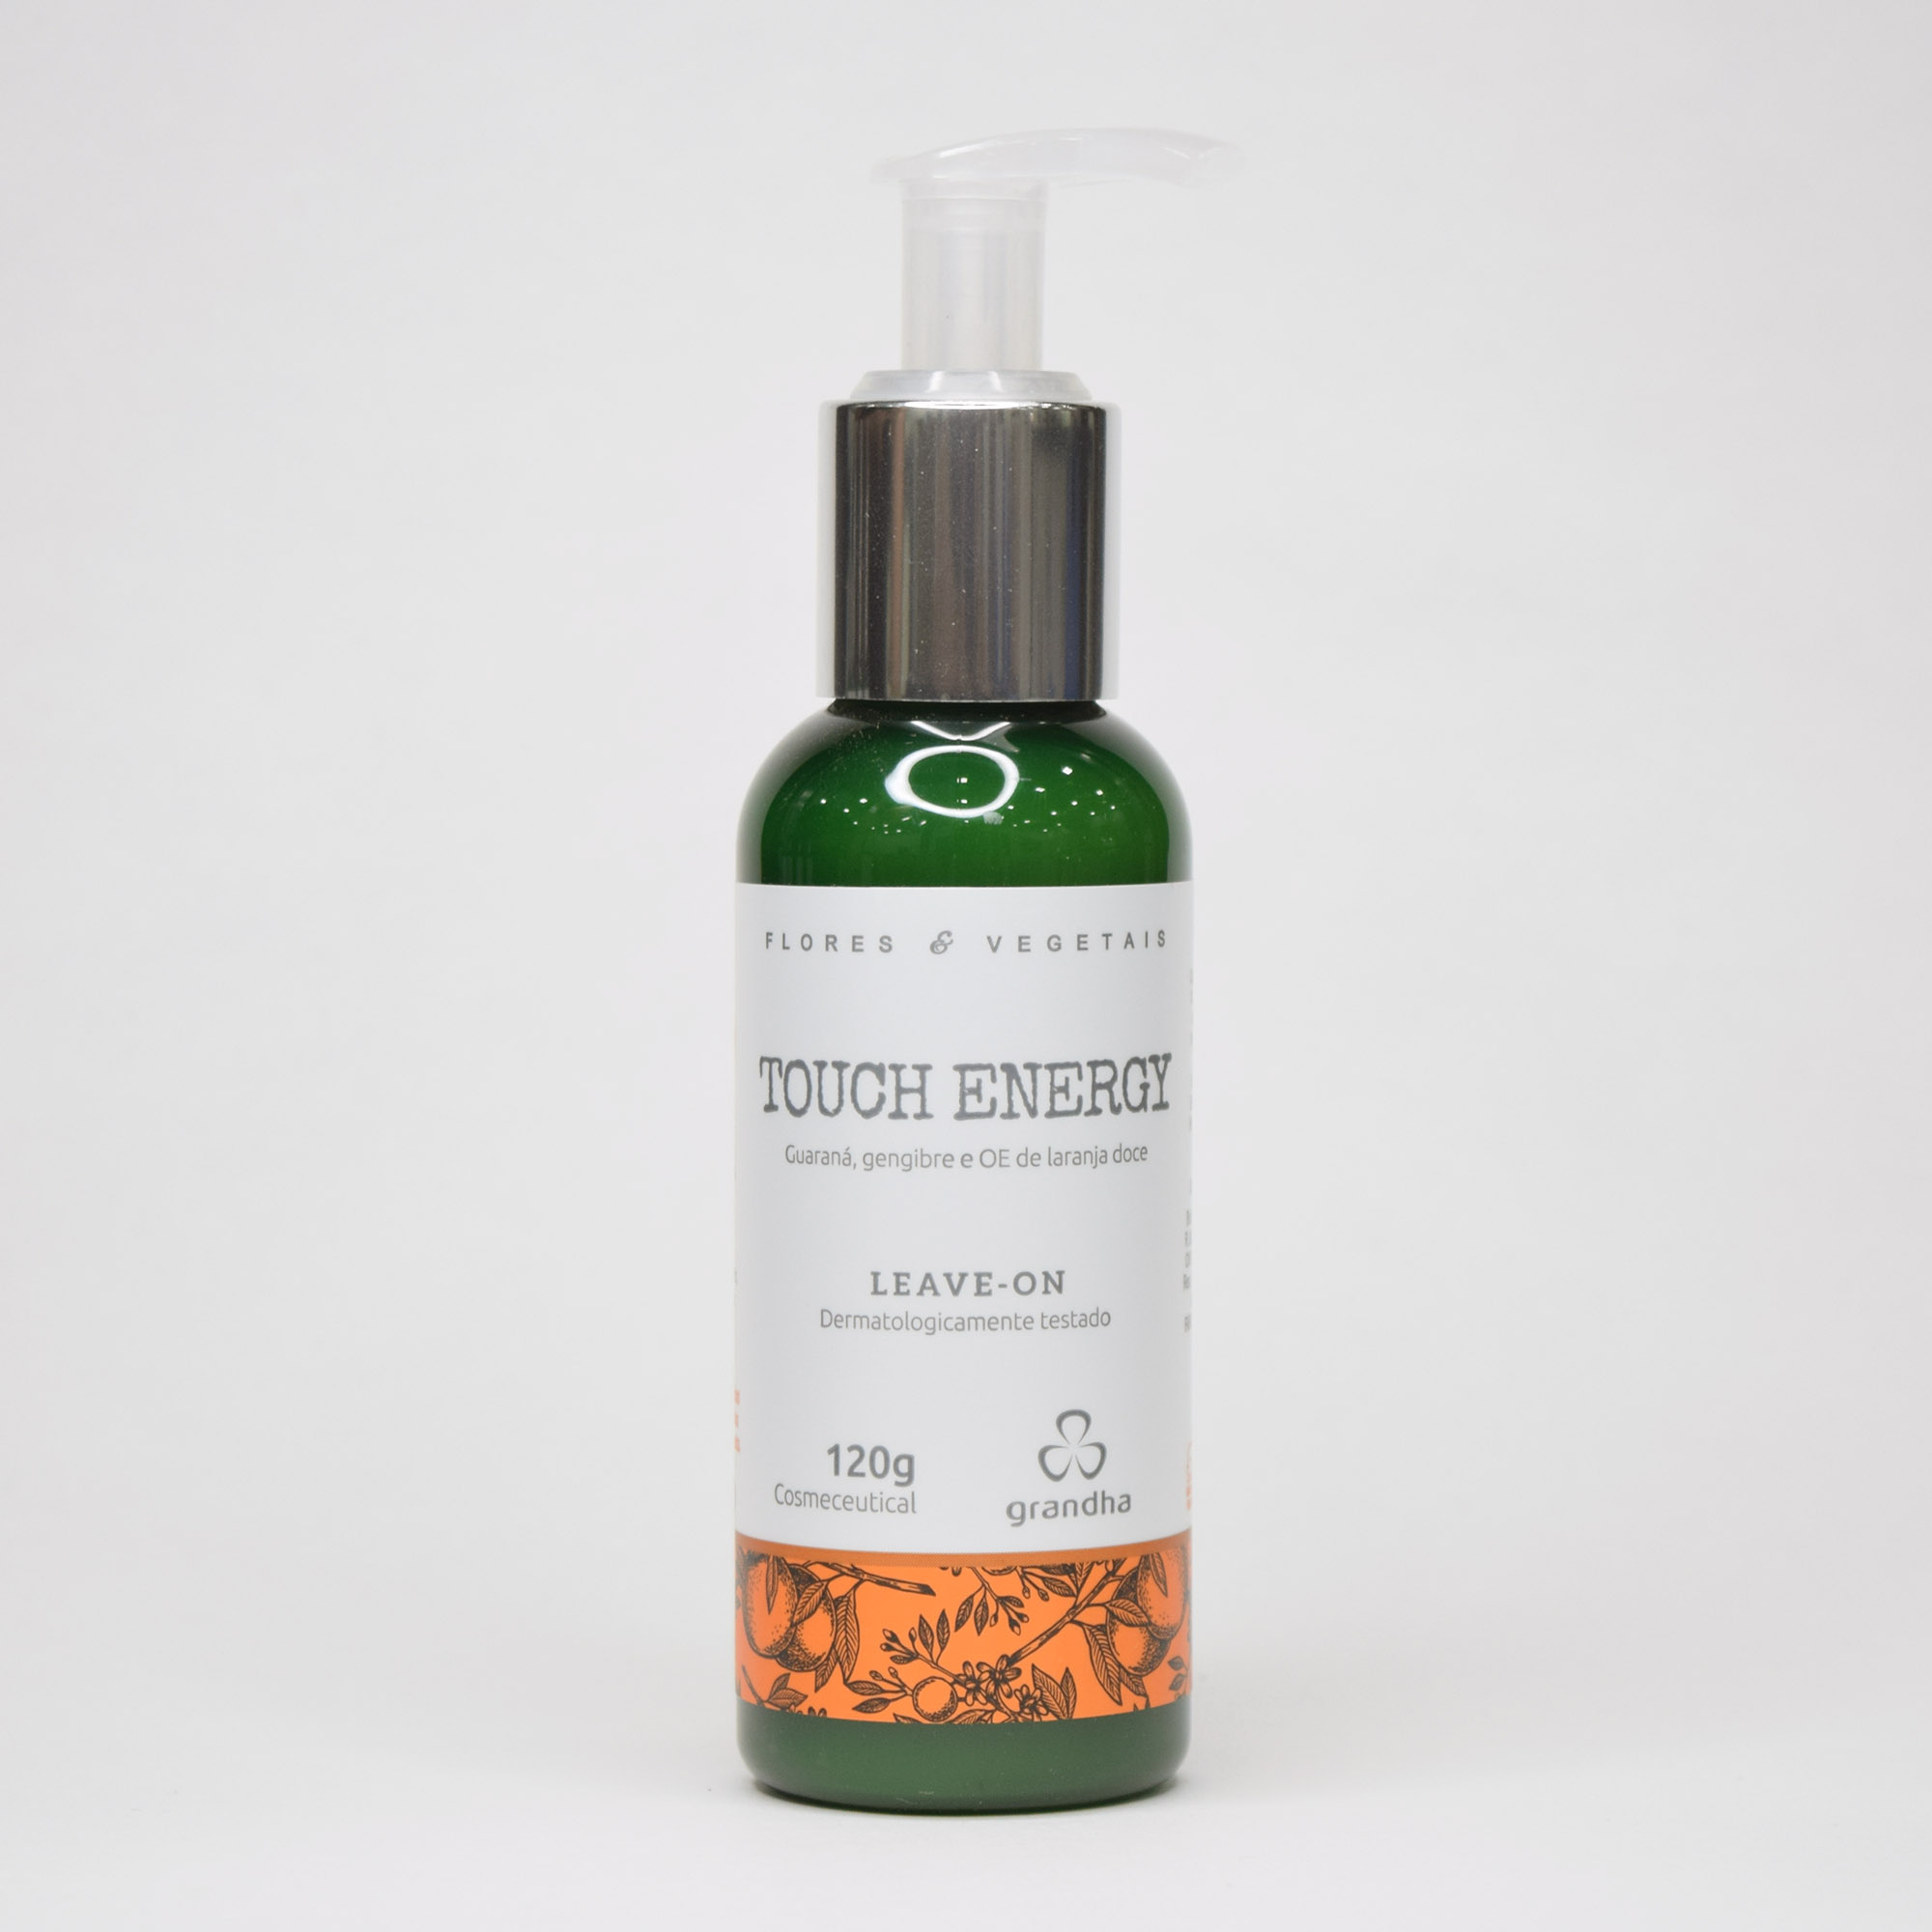 FLORES & VEGETAIS
TOUCH ENERGY
Guaraná, gengibre e OE de laranja doce
LEAVE-ON
Dermatologicamente testado
120g
Cosmeceutical
grandha